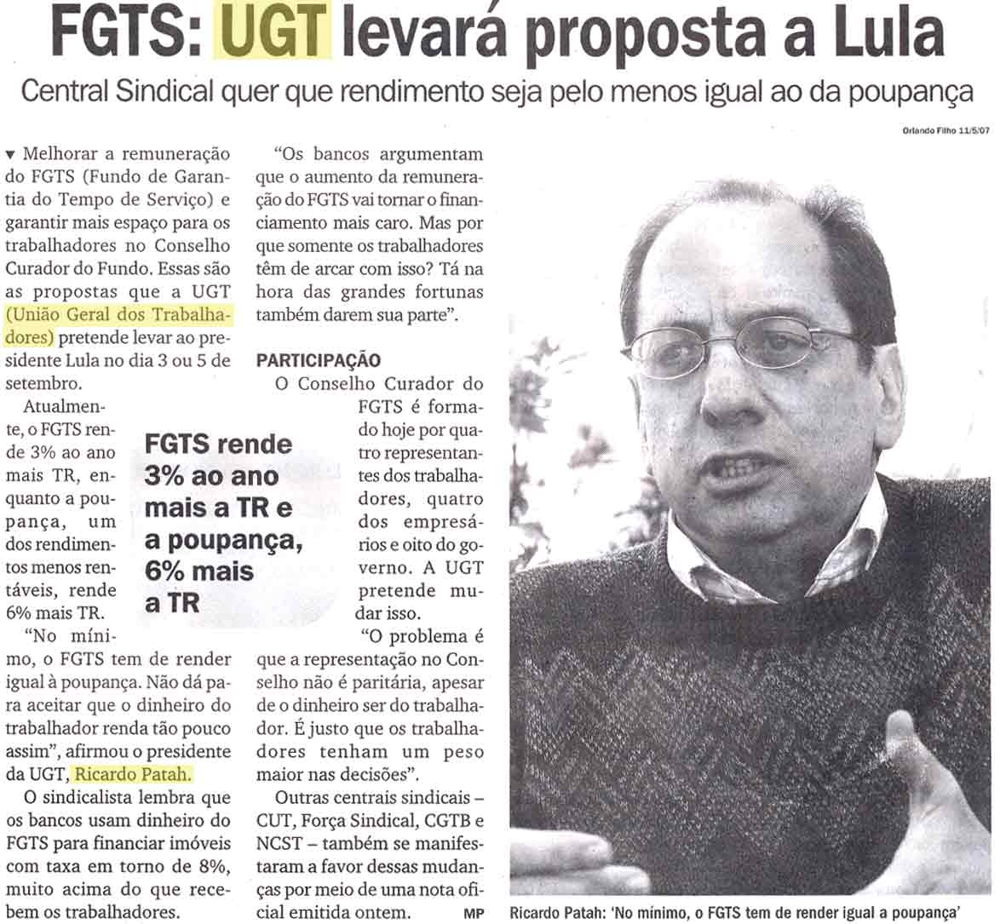 FGTS: UGT levará proposta a Lula
Central Sindical quer que rendimento seja pelo menos igual ao da poupança
Orlando Filho 11/5/07
▼ Melhorar a remuneração
do FGTS (Fundo de Garan-
tia do Tempo de Serviço) e
garantir mais espaço para os
trabalhadores no Conselho
Curador do Fundo. Essas são
as propostas que a UGT
(União Geral dos Trabalha-
dores) pretende levar ao pre-
sidente Lula no dia 3 ou 5 de
setembro.
Atualmen-
te, o FGTS ren-
de 3% ao ano
mais TR, en-
quanto a pou-
pança, um
dos rendimen-
tos menos ren-
táveis, rende
6% mais TR.
“No míni-
mo, o FGTS tem de render
igual à poupança. Não dá pa-
ra aceitar que o dinheiro do
trabalhador renda tão pouco
assim”, afirmou o presidente
da UGT, Ricardo Patah.
O sindicalista lembra que
os bancos usam dinheiro do
FGTS para financiar imóveis
com taxa em torno de 8%,
muito acima do que rece-
bem os trabalhadores.
FGTS rende
3% ao ano
mais a TR e
a poupança,
6% mais
a TR
“Os bancos argumentam
que o aumento da remunera-
ção do FGTS vai tornar o finan-
ciamento mais caro. Mas por
que somente os trabalhadores
têm de arcar com isso? Tá na
hora das grandes fortunas
também darem sua parte”.
PARTICIPAÇÃO
O Conselho Curador do
FGTS é forma-
do hoje por qua-
tro representan-
tes dos trabalha-
dores, quatro
dos empresá-
rios e oito do go-
verno. A UGT
pretende mu-
dar isso.
“O problema é
que a representação no Con-
selho não é paritária, apesar
de o dinheiro ser do trabalha-
dor. É justo que os trabalha-
dores tenham um peso
maior nas decisões”.
Outras centrais sindicais –
CUT, Força Sindical, CGTB e
NCST – também se manifes-
taram a favor dessas mudan-
ças por meio de uma nota ofi-
cial emitida ontem. MP
Ricardo Patah: ‘No mínimo, o FGTS tem de render igual a poupança’